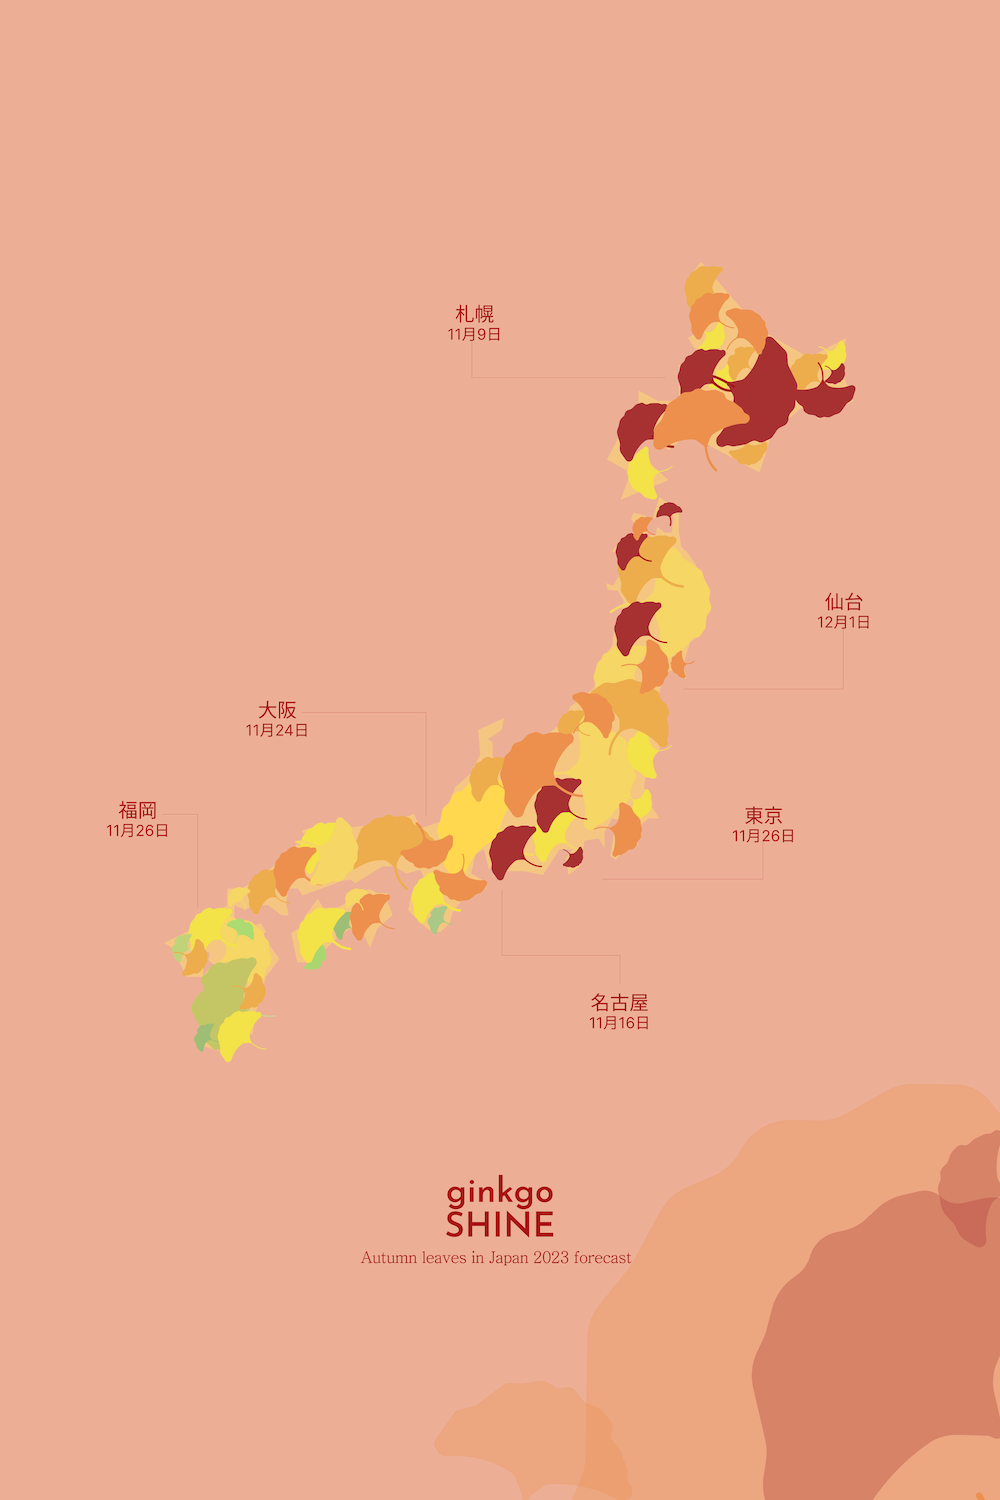 札幌
11月9日
仙台
12月1日
大阪
11月24日
福岡
11月26日
東京
11月26日
名古屋
11月16日
ginkgo
SHINE
Autumn leaves in Japan 2023 forecast